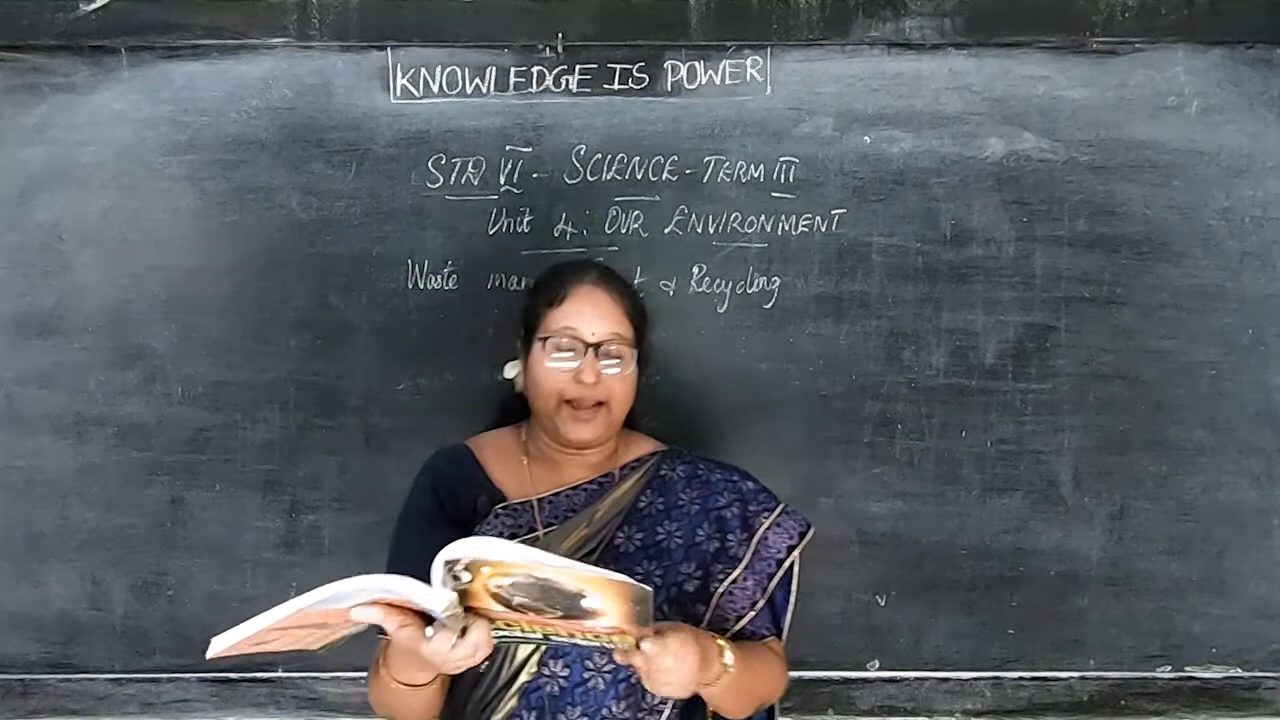 KNOWLEDGE IS POWER
STD VI - SCIENCE - TERM III
Unit 4: OUR ENVIRONMENT
Waste & Recycling